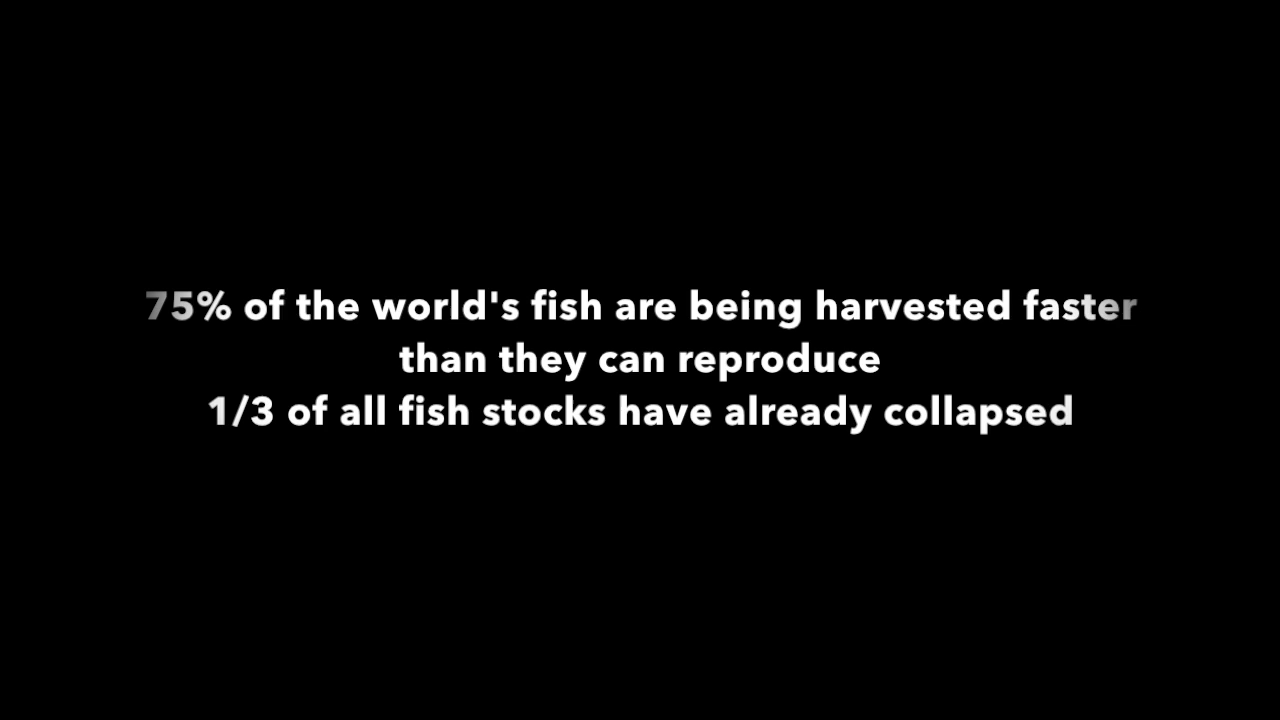 75% of the world's fish are being harvested faster
than they can reproduce
1/3 of all fish stocks have already collapsed